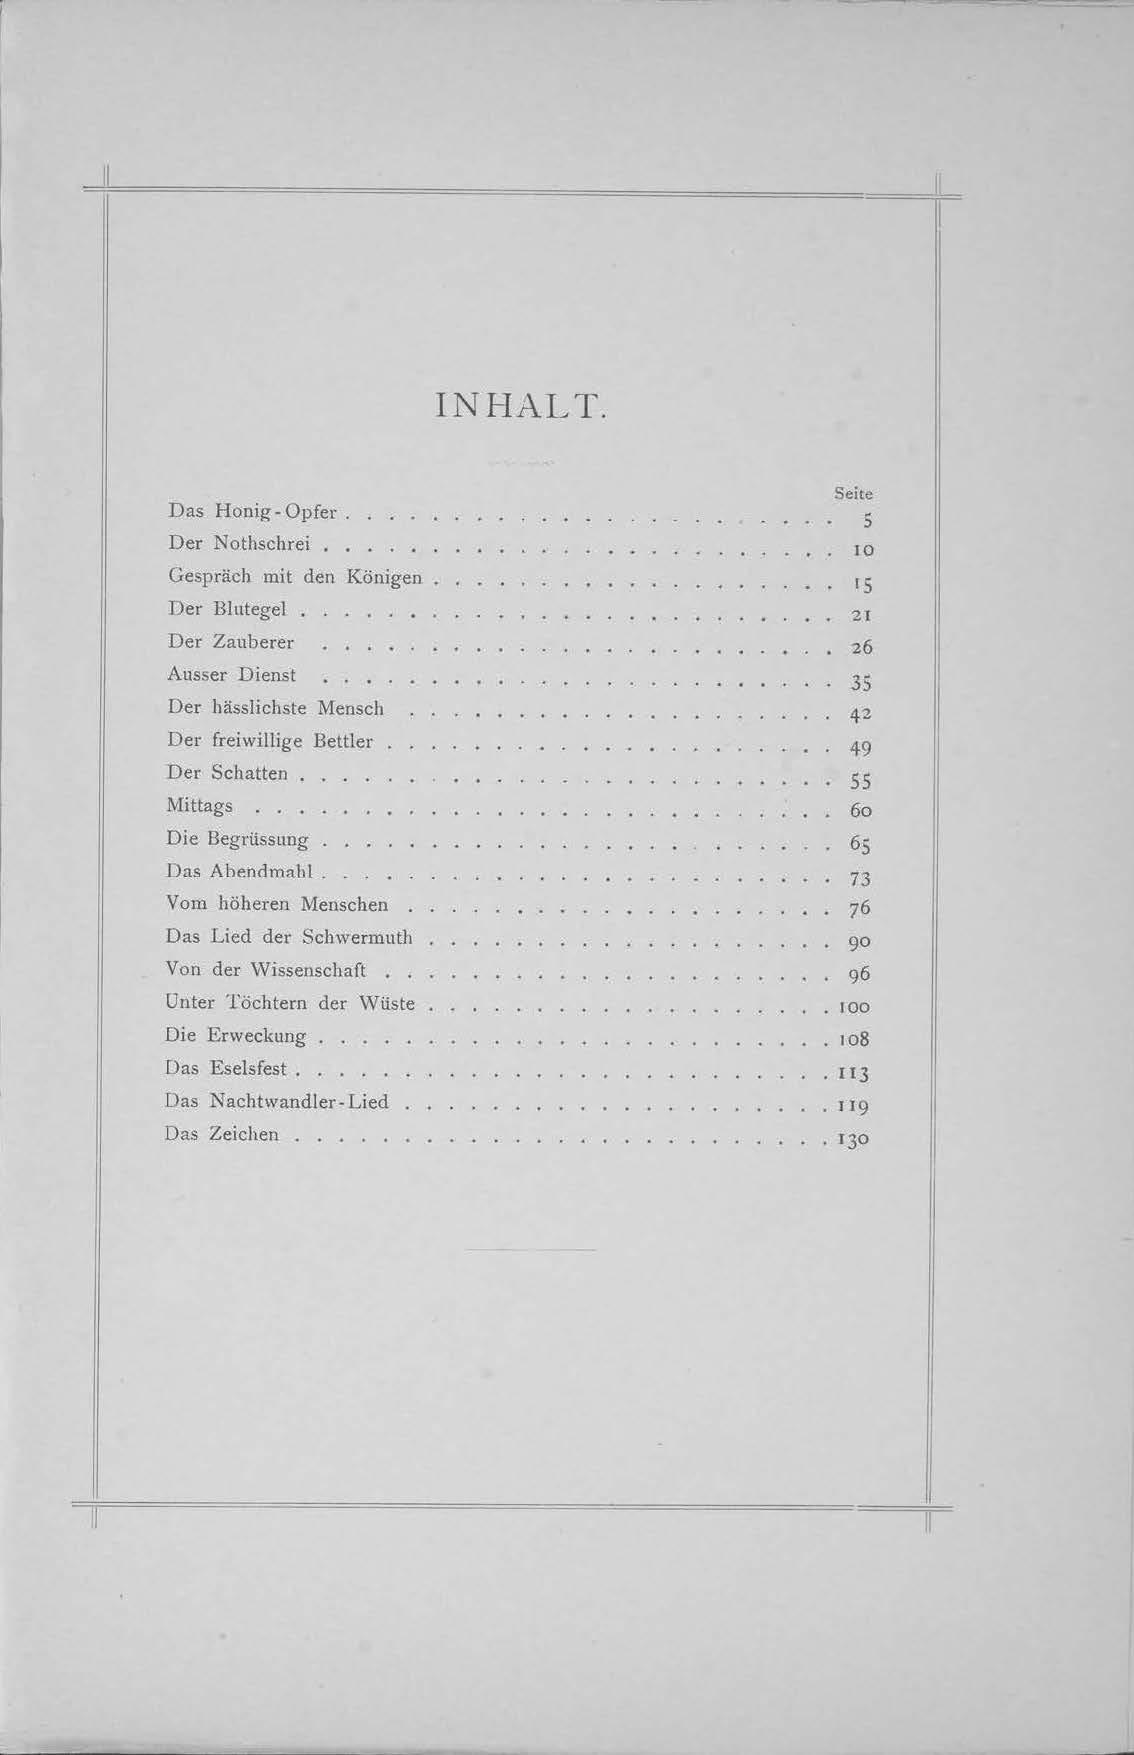 INHALT.
Seite
Das Honig-Opfer . . . . . . . . . . . . . . . . . . . . . . . 5
Der Nothschrei . . . . . . . . . . . . . . . . . . . . . . . . 10
Gespräch mit den Königen . . . . . . . . . . . . . . . . . . . 15
Der Blutegel . . . . . . . . . . . . . . . . . . . . . . . . . 21
Der Zauberer . . . . . . . . . . . . . . . . . . . . . . . . 26
Ausser Dienst . . . . . . . . . . . . . . . . . . . . . . . . 35
Der hässlichste Mensch . . . . . . . . . . . . . . . . . . . . 42
Der freiwillige Bettler . . . . . . . . . . . . . . . . . . . . . 49
Der Schatten . . . . . . . . . . . . . . . . . . . . . . . . . 55
Mittags . . . . . . . . . . . . . . . . . . . . . . . . . . . 60
Die Begrüssung . . . . . . . . . . . . . . . . . . . . . . . . 65
Das Abendmahl . . . . . . . . . . . . . . . . . . . . . . . . 73
Vom höheren Menschen . . . . . . . . . . . . . . . . . . . . 76
Das Lied der Schwermuth . . . . . . . . . . . . . . . . . . . 90
Von der Wissenschaft . . . . . . . . . . . . . . . . . . . . . 96
Unter Töchtern der Wüste . . . . . . . . . . . . . . . . . . . 100
Die Erweckung . . . . . . . . . . . . . . . . . . . . . . . . 108
Das Eselsfest . . . . . . . . . . . . . . . . . . . . . . . . . 113
Das Nachtwandler-Lied . . . . . . . . . . . . . . . . . . . . 119
Das Zeichen . . . . . . . . . . . . . . . . . . . . . . . . . 130